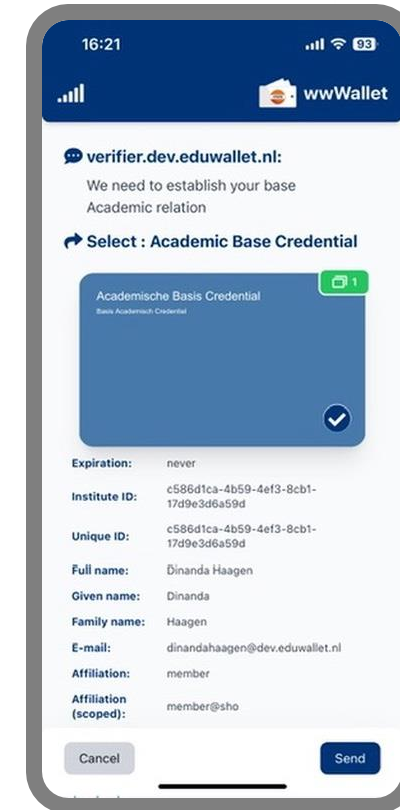 16:21
93
wwWallet
verifier.dev.eduwallet.nl:
We need to establish your base
Academic relation
Select : Academic Base Credential
1
Academische Basis Credential
Basis Academisch Credential
Expiration: never
Institute ID: c586d1ca-4b59-4ef3-8cb1-
17d9e3d6a59d
Unique ID: c586d1ca-4b59-4ef3-8cb1-
17d9e3d6a59d
Full name: Dinanda Haagen
Given name: Dinanda
Family name: Haagen
E-mail: dinandahaagen@dev.eduwallet.nl
Affiliation: member
Affiliation
(scoped): member@sho
Cancel
Send